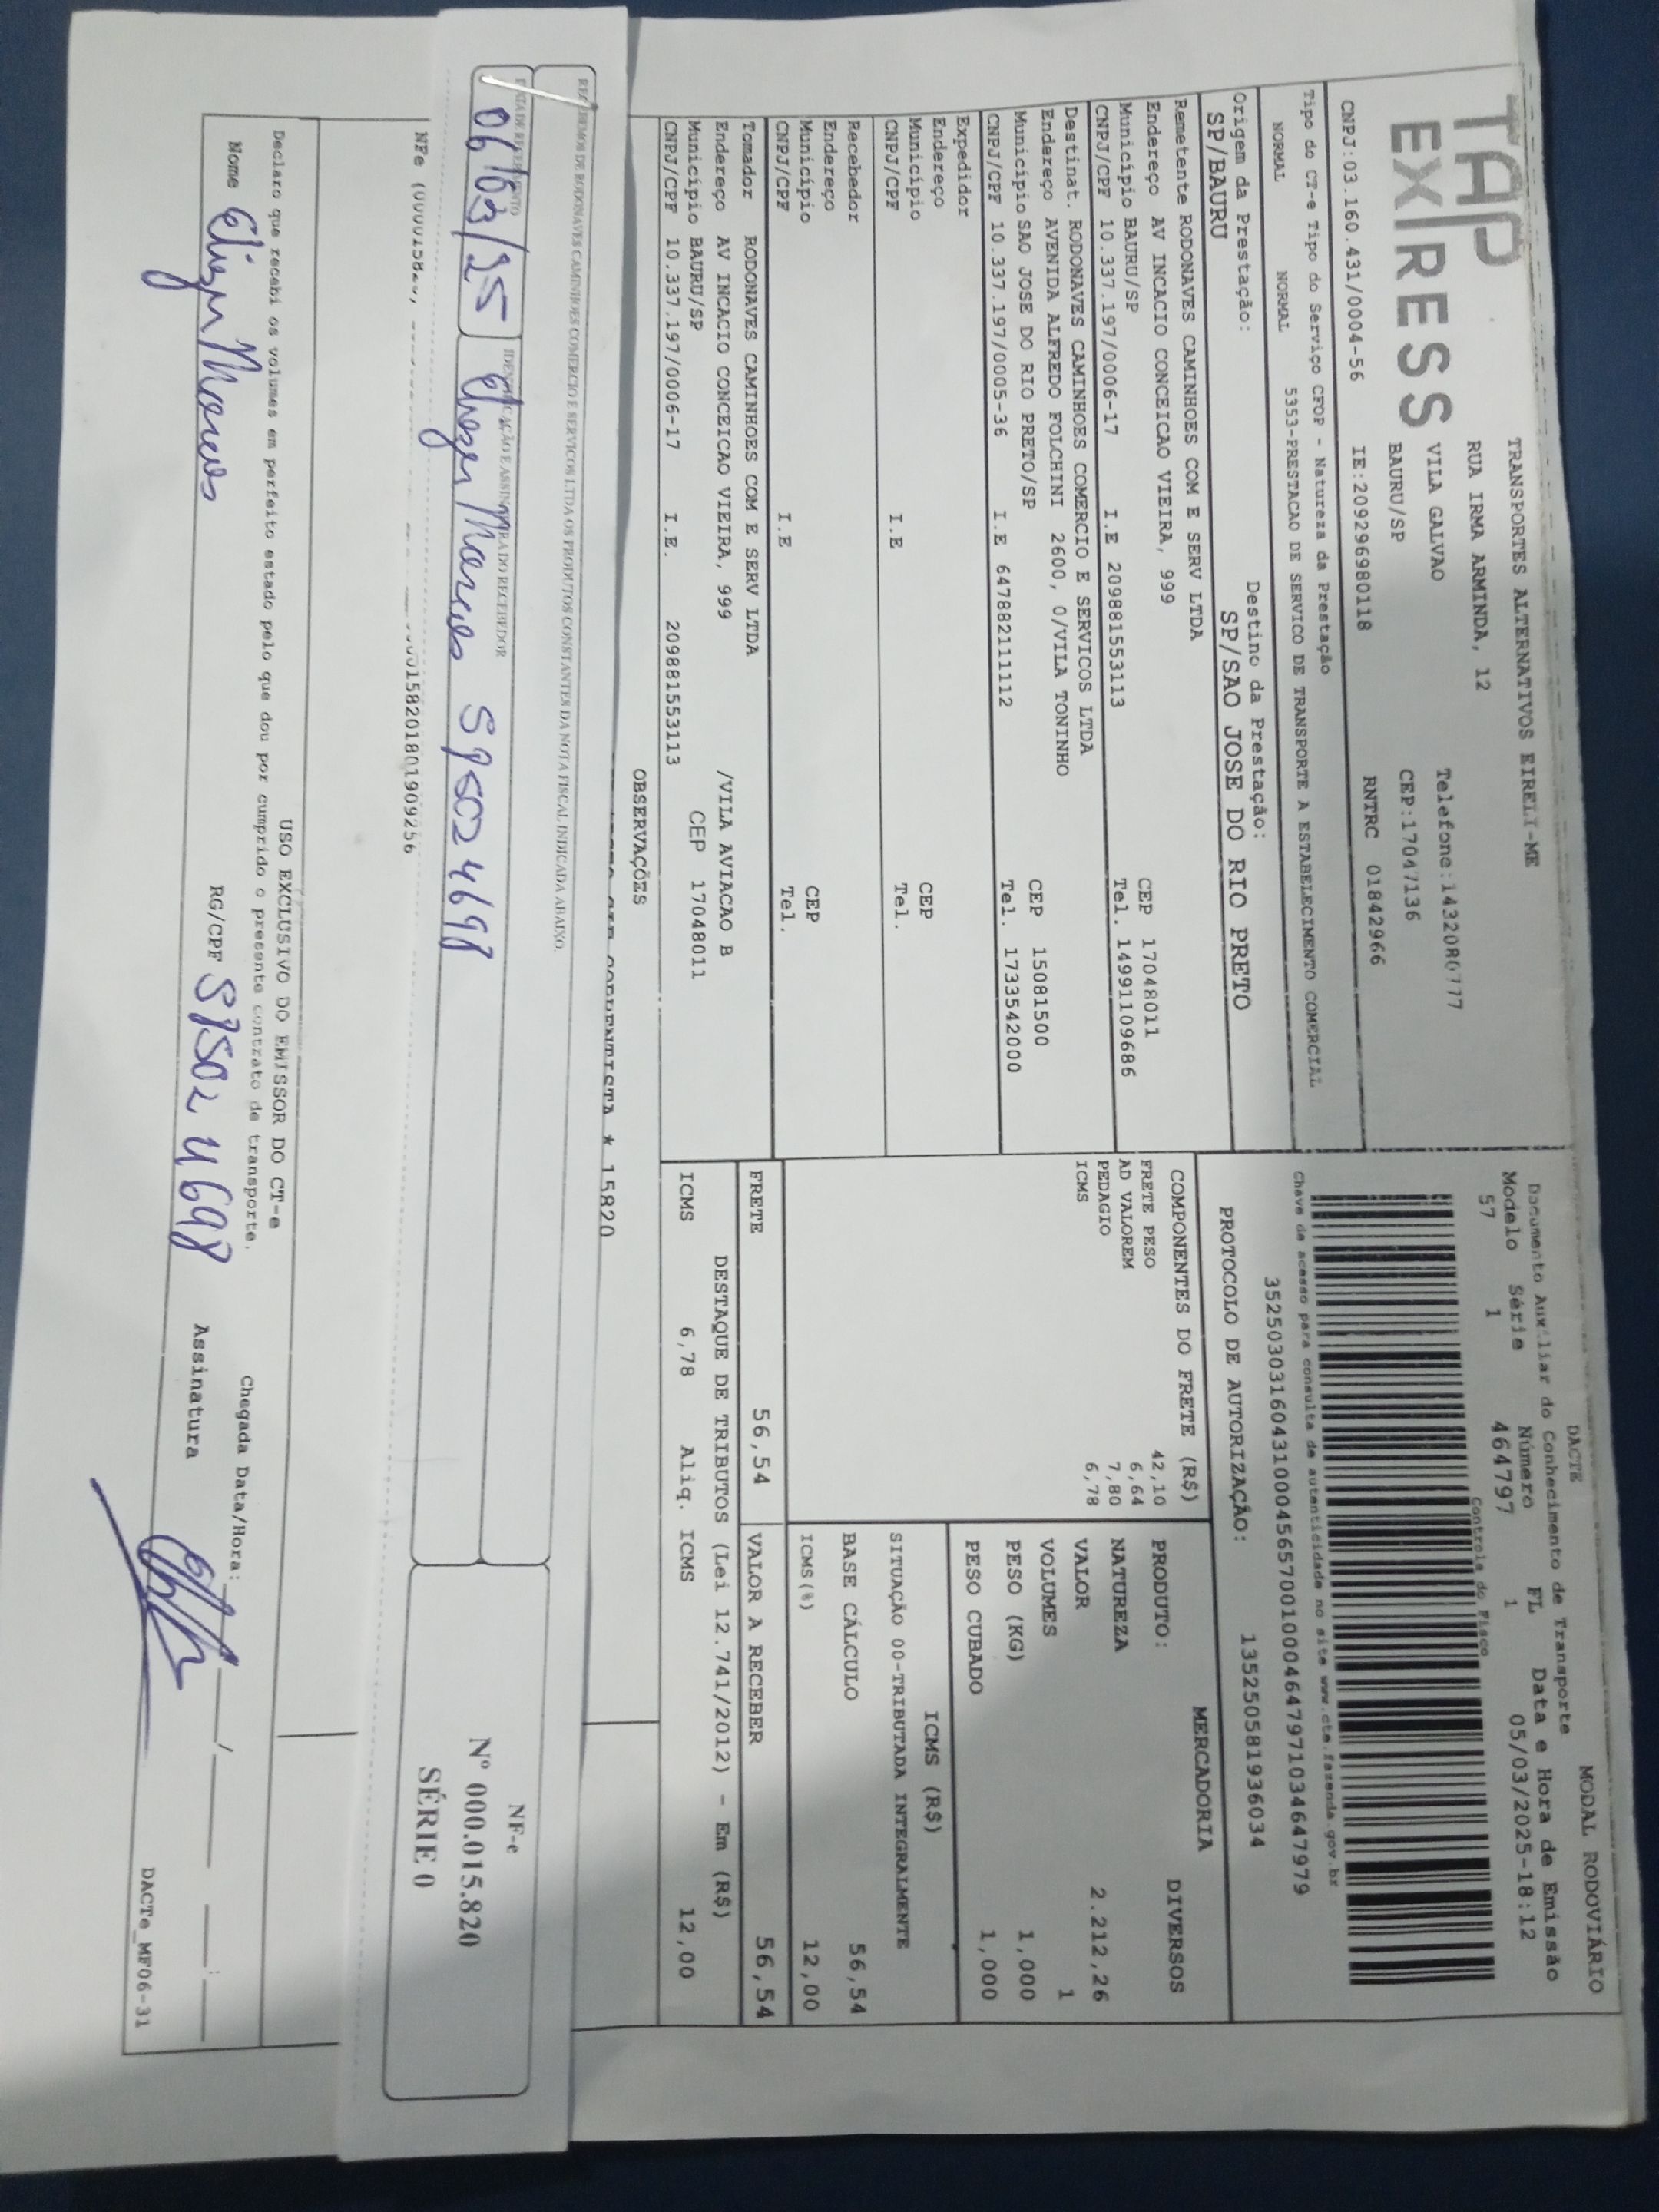 TAP
EXPRESS
TRANSPORTES ALTERNATIVOS EIRELI-ME
RUA IRMA ARMINDA, 12
VILA GALVAO
BAURU/SP
Telefone:1432080777
CEP:17047136
CNPJ:03.160.431/0004-56 IE:209296980118 RNTRC 01842966
DACTE
Documento Auxiliar do Conhecimento de Transporte
MODAL RODOVIÁRIO
Modelo Série Número FL Data e Hora de Emissão
57 1 464797 1 05/03/2025-18:12
Controle do Fisco
Chave de acesso para consulta de autenticidade no site www.cte.fazenda.gov.br
35250303160431000456570010004647971034647979
PROTOCOLO DE AUTORIZAÇÃO: 135250581936034
Tipo do CT-e Tipo do Serviço CFOP - Natureza da Prestação
NORMAL NORMAL 5353-PRESTACAO DE SERVICO DE TRANSPORTE A ESTABELECIMENTO COMERCIAL
Origem da Prestação: Destino da Prestação:
SP/BAURU SP/SAO JOSE DO RIO PRETO
Remetente RODONAVES CAMINHOES COM E SERV LTDA
Endereço AV INCACIO CONCEICAO VIEIRA, 999
Município BAURU/SP CEP 17048011
CNPJ/CPF 10.337.197/0006-17 I.E 209881553113 Tel. 14991109686
Destinat. RODONAVES CAMINHOES COMERCIO E SERVICOS LTDA
Endereço AVENIDA ALFREDO FOLCHINI 2600, 0/VILA TONINHO
Município SAO JOSE DO RIO PRETO/SP CEP 15081500
CNPJ/CPF 10.337.197/0005-36 I.E 647882111112 Tel. 1733542000
Expedidor
Endereço
Município CEP
CNPJ/CPF I.E Tel.
Recebedor
Endereço
Município CEP
CNPJ/CPF I.E Tel.
Tomador RODONAVES CAMINHOES COM E SERV LTDA
Endereço AV INCACIO CONCEICAO VIEIRA, 999 /VILA AVIACAO B
Município BAURU/SP CEP 17048011
CNPJ/CPF 10.337.197/0006-17 I.E. 209881553113
COMPONENTES DO FRETE (R$)
FRETE PESO 42,10
AD VALOREM 6,64
PEDAGIO 7,80
ICMS 6,78
MERCADORIA
PRODUTO: DIVERSOS
NATUREZA
VALOR 2.212,26
VOLUMES 1
PESO (KG) 1,000
PESO CUBADO 1,000
ICMS (R$)
SITUAÇÃO 00-TRIBUTADA INTEGRALMENTE
BASE CÁLCULO 56,54
ICMS(%) 12,00
FRETE 56,54 VALOR A RECEBER 56,54
DESTAQUE DE TRIBUTOS (Lei 12.741/2012) - Em (R$)
ICMS 6,78 Aliq. ICMS 12,00
OBSERVAÇÕES
CORRENTISTA * 15820
RECEBEMOS DE RODONAVES CAMINHOES COMERCIO E SERVICOS LTDA OS PRODUTOS CONSTANTES DA NOTA FISCAL INDICADA ABAIXO.
DATA DE RECEBIMENTO IDENTIFICAÇÃO E ASSINATURA DO RECEBEDOR
06/03/25
NF-e
Nº 000.015.820
SÉRIE 0
NFe
USO EXCLUSIVO DO EMISSOR DO CT-e
Declaro que recebi os volumes em perfeito estado pelo que dou por cumprido o presente contrato de transporte.
Chegada Data/Hora: / :
Nome RG/CPF Assinatura
DACTe_MF06-31